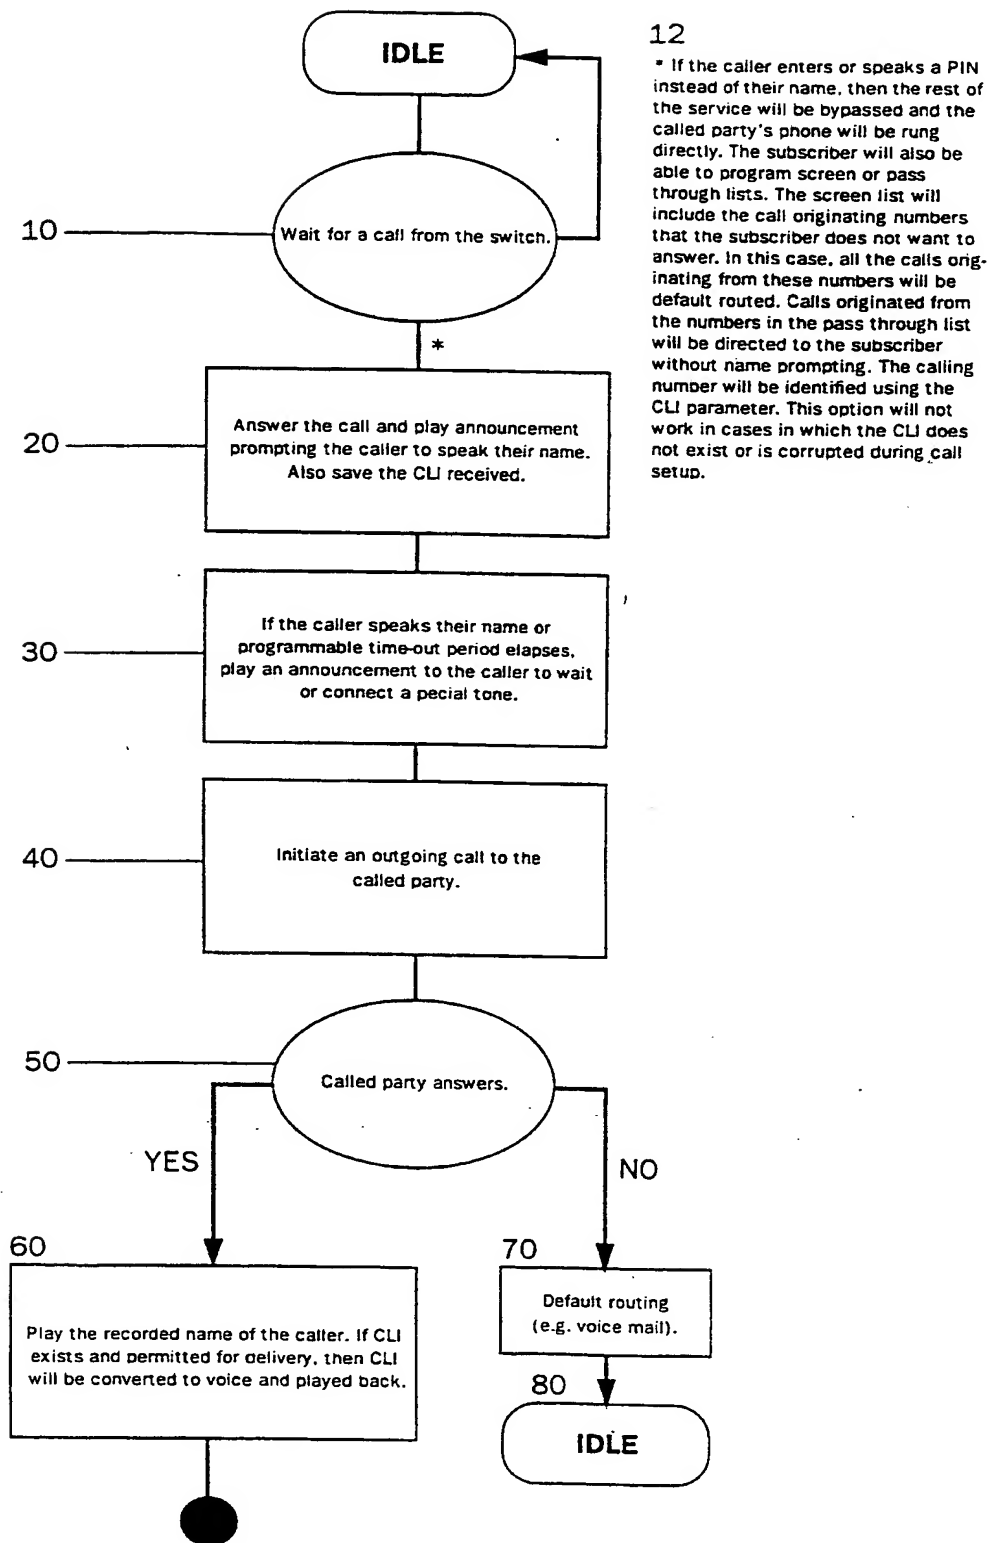 IDLE
12
* If the caller enters or speaks a PIN
instead of their name, then the rest of
the service will be bypassed and the
called party's phone will be rung
directly. The subscriber will also be
able to program screen or pass
through lists. The screen list will
include the call originating numbers
that the subscriber does not want to
answer. In this case, all the calls orig-
inating from these numbers will be
default routed. Calls originated from
the numbers in the pass through list
will be directed to the subscriber
without name prompting. The calling
number will be identified using the
CLI parameter. This option will not
work in cases in which the CLI does
not exist or is corrupted during call
setup.
10
Wait for a call from the switch.
*
20
Answer the call and play announcement
prompting the caller to speak their name.
Also save the CLI received.
30
If the caller speaks their name or
programmable time-out period elapses,
play an announcement to the caller to wait
or connect a pecial tone.
40
Initiate an outgoing call to the
called party.
50
Called party answers.
YES
NO
60
Play the recorded name of the caller. If CLI
exists and permitted for delivery, then CLI
will be converted to voice and played back.
70
Default routing
(e.g. voice mail).
80
IDLE